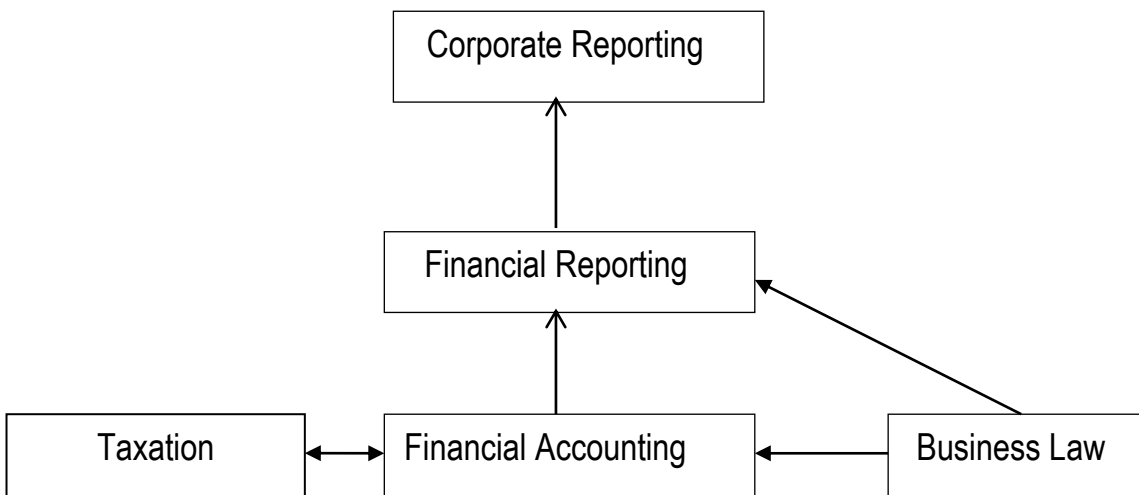 Corporate Reporting
Financial Reporting
Taxation
Financial Accounting
Business Law